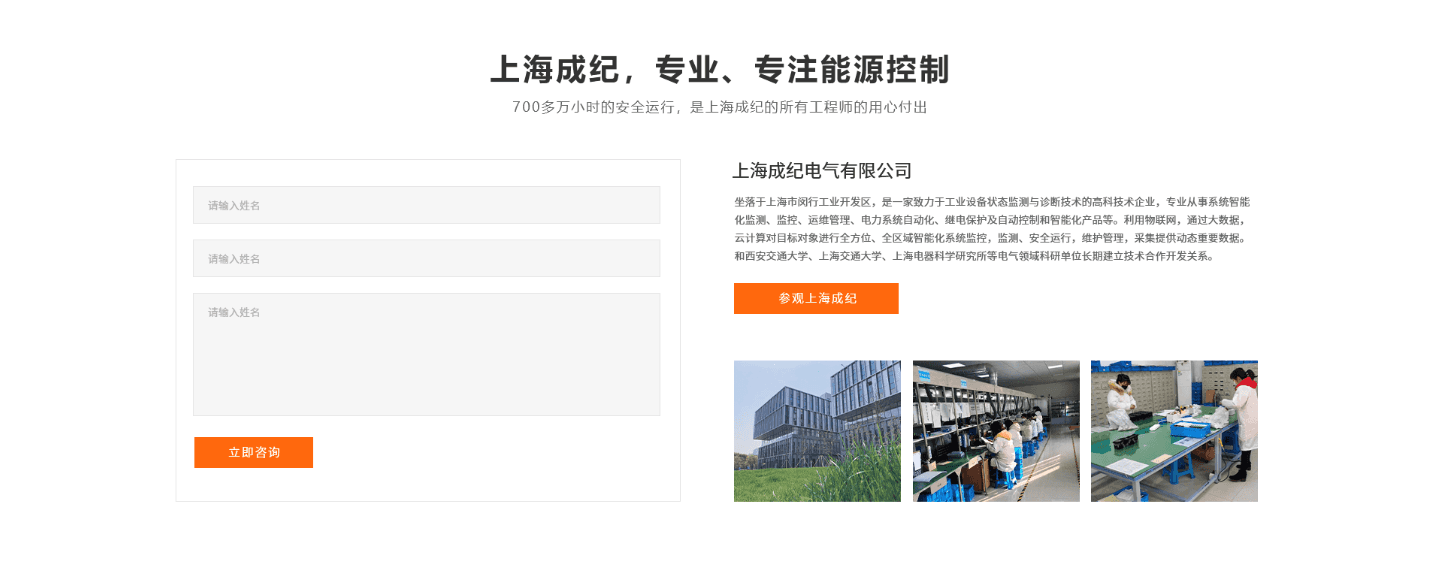 上海成纪，专业、专注能源控制
700多万小时的安全运行，是上海成纪的所有工程师的用心付出
请输入姓名
请输入姓名
请输入姓名
立即咨询
上海成纪电气有限公司
坐落于上海市闵行工业开发区，是一家致力于工业设备状态监测与诊断技术的高科技术企业，专业从事系统智能
化监测、监控、运维管理、电力系统自动化、继电保护及自动控制和智能化产品等。利用物联网，通过大数据，
云计算对目标对象进行全方位、全区域智能化系统监控，监测、安全运行，维护管理，采集提供动态重要数据。
和西安交通大学、上海交通大学、上海电器科学研究所等电气领域科研单位长期建立技术合作开发关系。
参观上海成纪